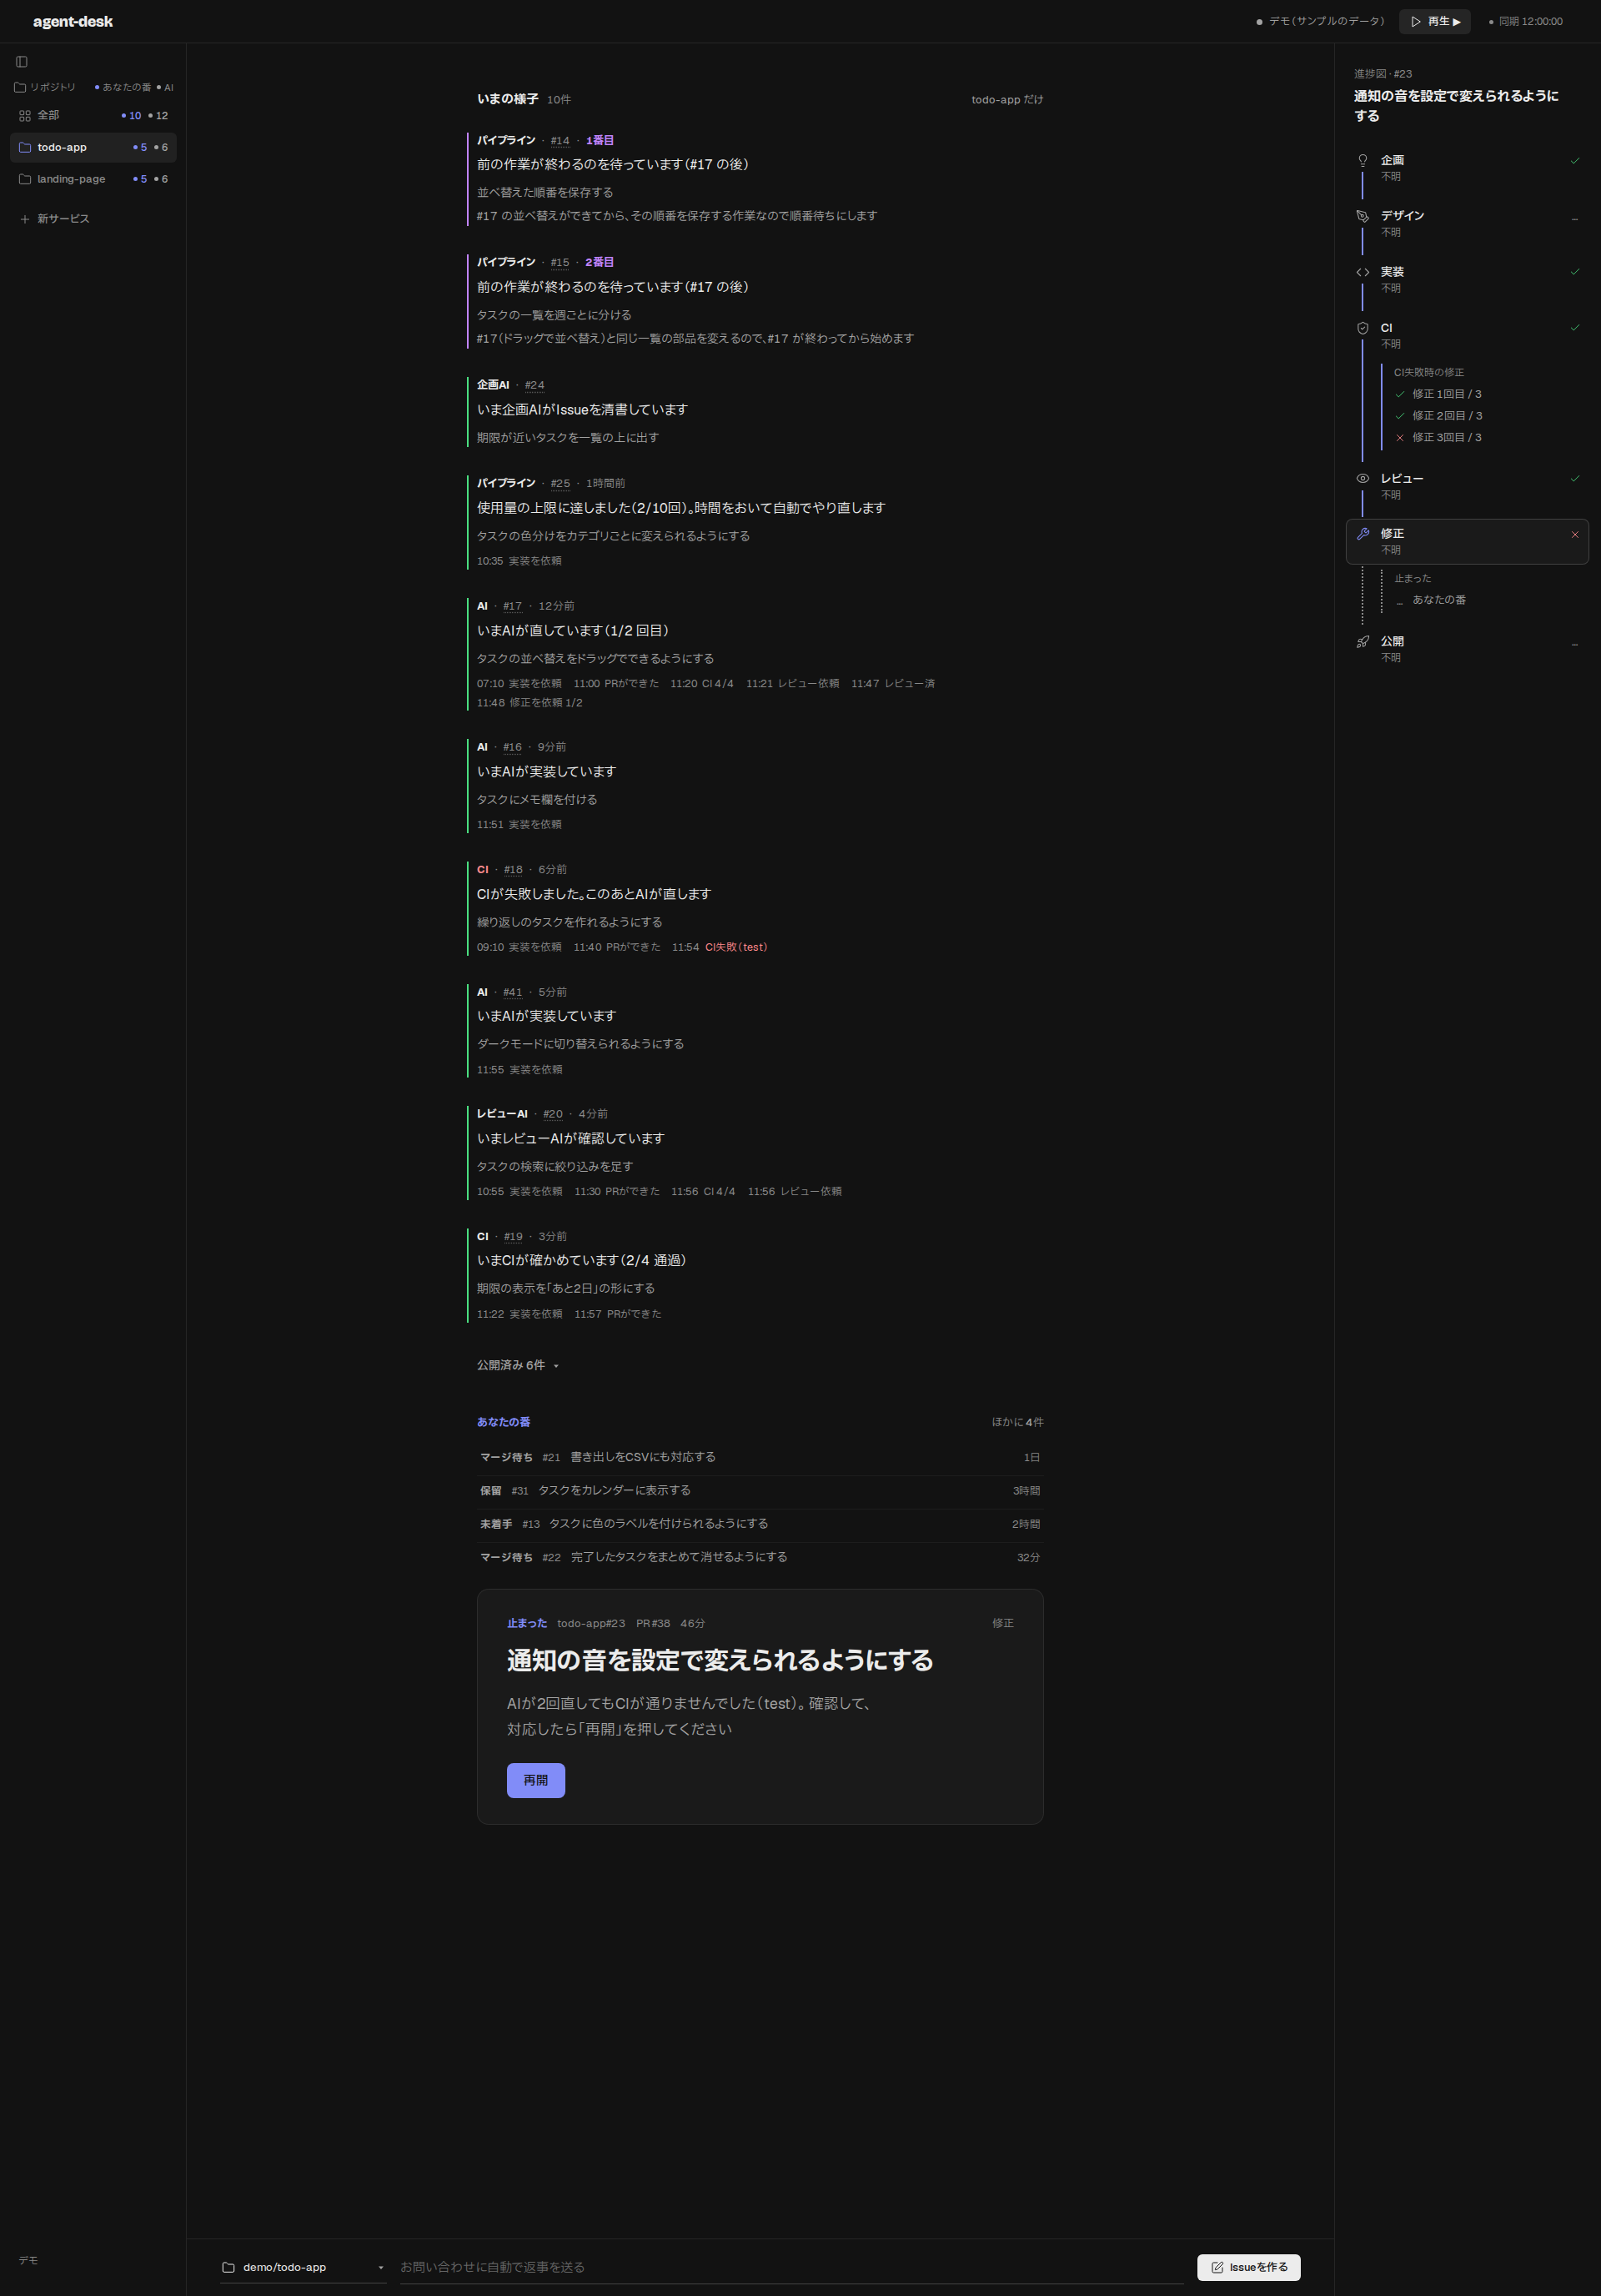 agent-desk
デモ（サンプルのデータ）
再生 ▶
同期 12:00:00
リポジトリ
あなたの番 AI
全部 10 12
todo-app 5 6
landing-page 5 6
新サービス
デモ
いまの様子 10件
todo-app だけ
パイプライン · #14 · 1番目
前の作業が終わるのを待っています（#17 の後）
並べ替えた順番を保存する
#17 の並べ替えができてから、その順番を保存する作業なので順番待ちにします
パイプライン · #15 · 2番目
前の作業が終わるのを待っています（#17 の後）
タスクの一覧を週ごとに分ける
#17（ドラッグで並べ替え）と同じ一覧の部品を変えるので、#17 が終わってから始めます
企画AI · #24
いま企画AIがIssueを清書しています
期限が近いタスクを一覧の上に出す
パイプライン · #25 · 1時間前
使用量の上限に達しました（2/10回）。時間をおいて自動でやり直します
タスクの色分けをカテゴリごとに変えられるようにする
10:35 実装を依頼
AI · #17 · 12分前
いまAIが直しています（1/2 回目）
タスクの並べ替えをドラッグでできるようにする
07:10 実装を依頼 11:00 PRができた 11:20 CI 4/4 11:21 レビュー依頼 11:47 レビュー済
11:48 修正を依頼 1/2
AI · #16 · 9分前
いまAIが実装しています
タスクにメモ欄を付ける
11:51 実装を依頼
CI · #18 · 6分前
CIが失敗しました。このあとAIが直します
繰り返しのタスクを作れるようにする
09:10 実装を依頼 11:40 PRができた 11:54 CI失敗（test）
AI · #41 · 5分前
いまAIが実装しています
ダークモードに切り替えられるようにする
11:55 実装を依頼
レビューAI · #20 · 4分前
いまレビューAIが確認しています
タスクの検索に絞り込みを足す
10:55 実装を依頼 11:30 PRができた 11:56 CI 4/4 11:56 レビュー依頼
CI · #19 · 3分前
いまCIが確かめています（2/4 通過）
期限の表示を「あと2日」の形にする
11:22 実装を依頼 11:57 PRができた
公開済み 6件
あなたの番
ほかに 4件
マージ待ち #21 書き出しをCSVにも対応する 1日
保留 #31 タスクをカレンダーに表示する 3時間
未着手 #13 タスクに色のラベルを付けられるようにする 2時間
マージ待ち #22 完了したタスクをまとめて消せるようにする 32分
止まった todo-app#23 PR #38 46分 修正
通知の音を設定で変えられるようにする
AIが2回直してもCIが通りませんでした（test）。確認して、
対応したら「再開」を押してください
再開
demo/todo-app
お問い合わせに自動で返事を送る
Issueを作る
進捗図 · #23
通知の音を設定で変えられるように
する
企画
不明
デザイン
不明
実装
不明
CI
不明
CI失敗時の修正
修正 1回目 / 3
修正 2回目 / 3
修正 3回目 / 3
レビュー
不明
修正
不明
止まった
あなたの番
公開
不明